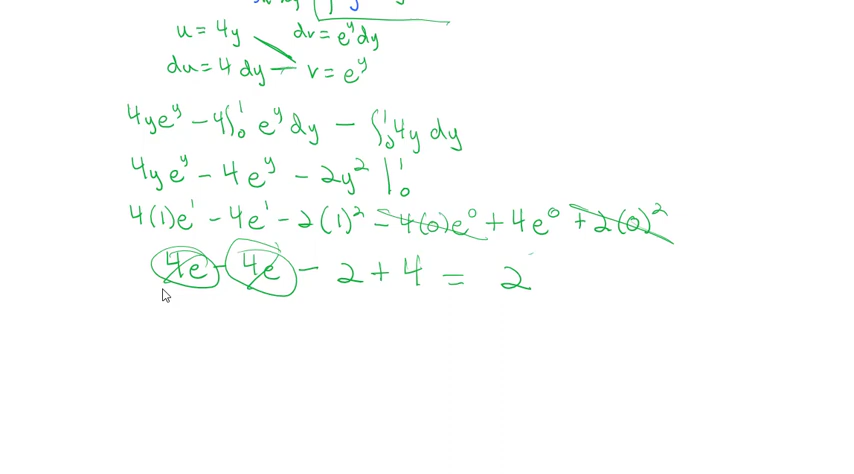 u = 4y dv = e^y dy
du = 4 dy v = e^y
4ye^y - 4∫₀¹ e^y dy - ∫₀¹ 4y dy
4ye^y - 4e^y - 2y² |₀¹
4(1)e¹ - 4e¹ - 2(1)² - 4(0)e⁰ + 4e⁰ + 2(0)²
4e - 4e - 2 + 4 = 2